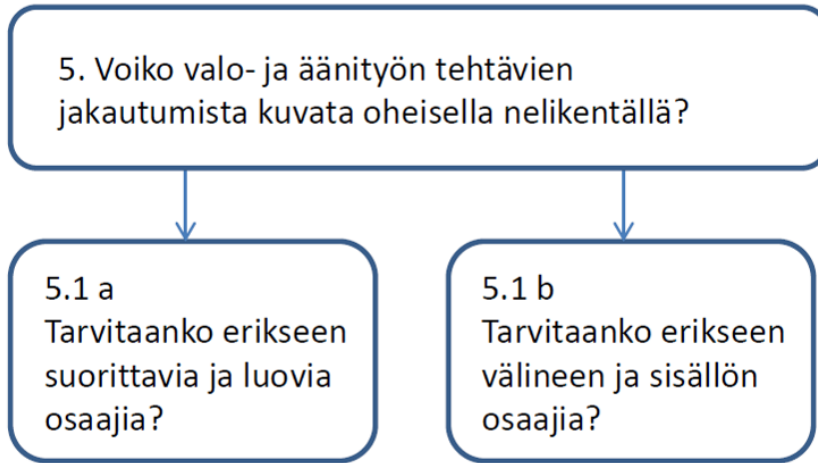 5. Voiko valo- ja äänityön tehtävien
jakautumista kuvata oheisella nelikentällä?
5.1 a
Tarvitaanko erikseen
suorittavia ja luovia
osaajia?
5.1 b
Tarvitaanko erikseen
välineen ja sisällön
osaajia?